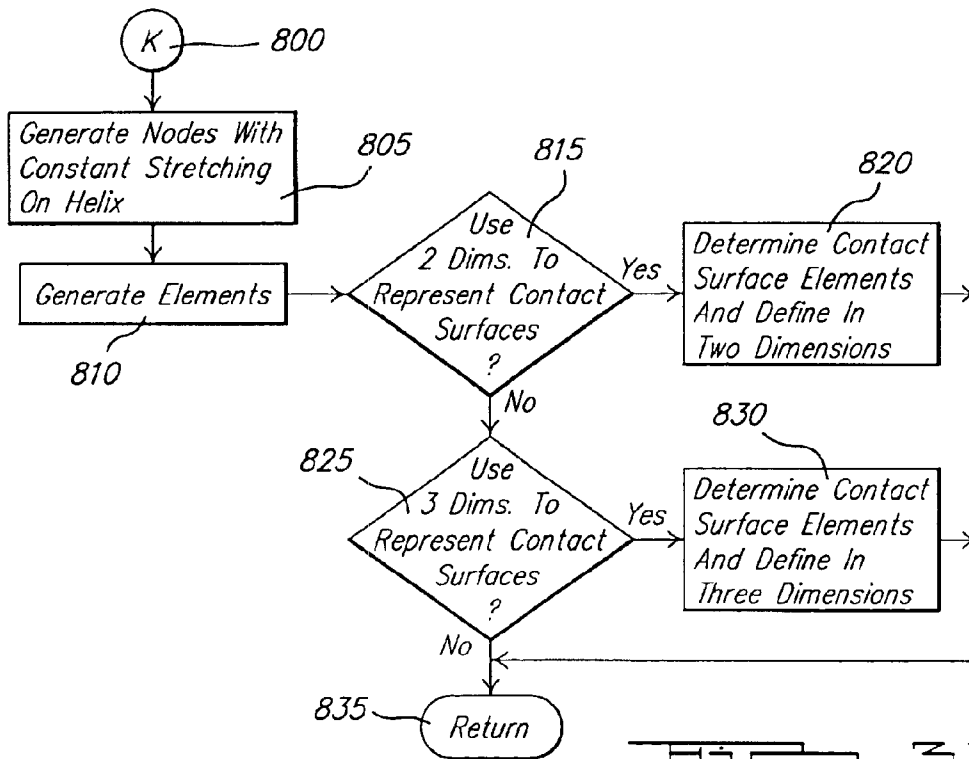 K
800
Generate Nodes With
Constant Stretching
On Helix
805
Generate Elements
810
815
Use
2 Dims. To
Represent Contact
Surfaces
?
Yes
No
820
Determine Contact
Surface Elements
And Define In
Two Dimensions
825
Use
3 Dims. To
Represent Contact
Surfaces
?
Yes
No
830
Determine Contact
Surface Elements
And Define In
Three Dimensions
835
Return